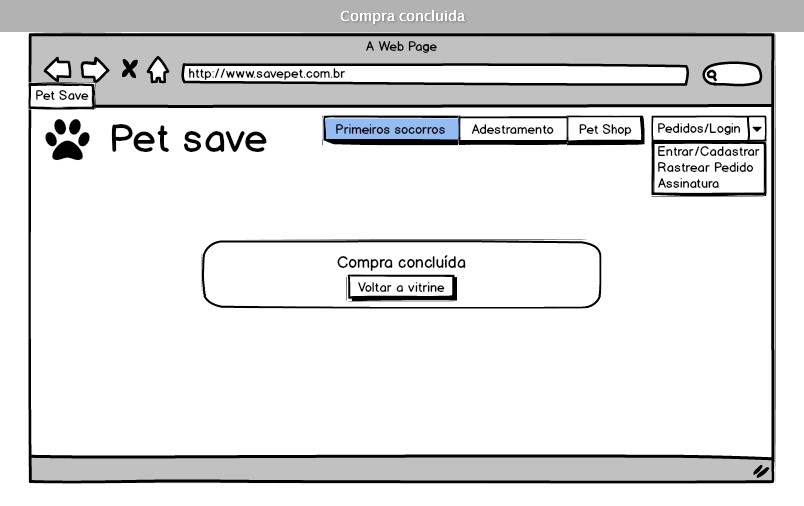 Compra concluida
A Web Page
http://www.savepet.com.br
Pet Save
Pet save
Primeiros socorros
Adestramento
Pet Shop
Pedidos/Login
Entrar/Cadastrar
Rastrear Pedido
Assinatura
Compra concluída
Voltar a vitrine